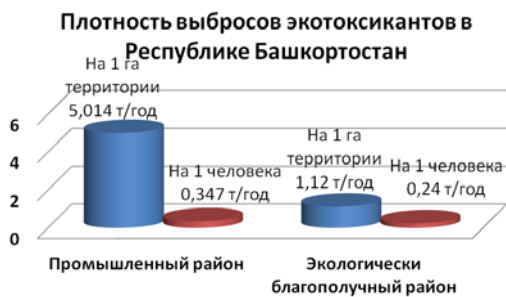 Плотность выбросов экотоксикантов в
Республике Башкортостан
На 1 га
территории
5,014 т/год
На 1 человека
0,347 т/год
На 1 га
территории
1,12 т/год
На 1 человека
0,24 т/год
6
4
2
0
Промышленный район
Экологически
благополучный район